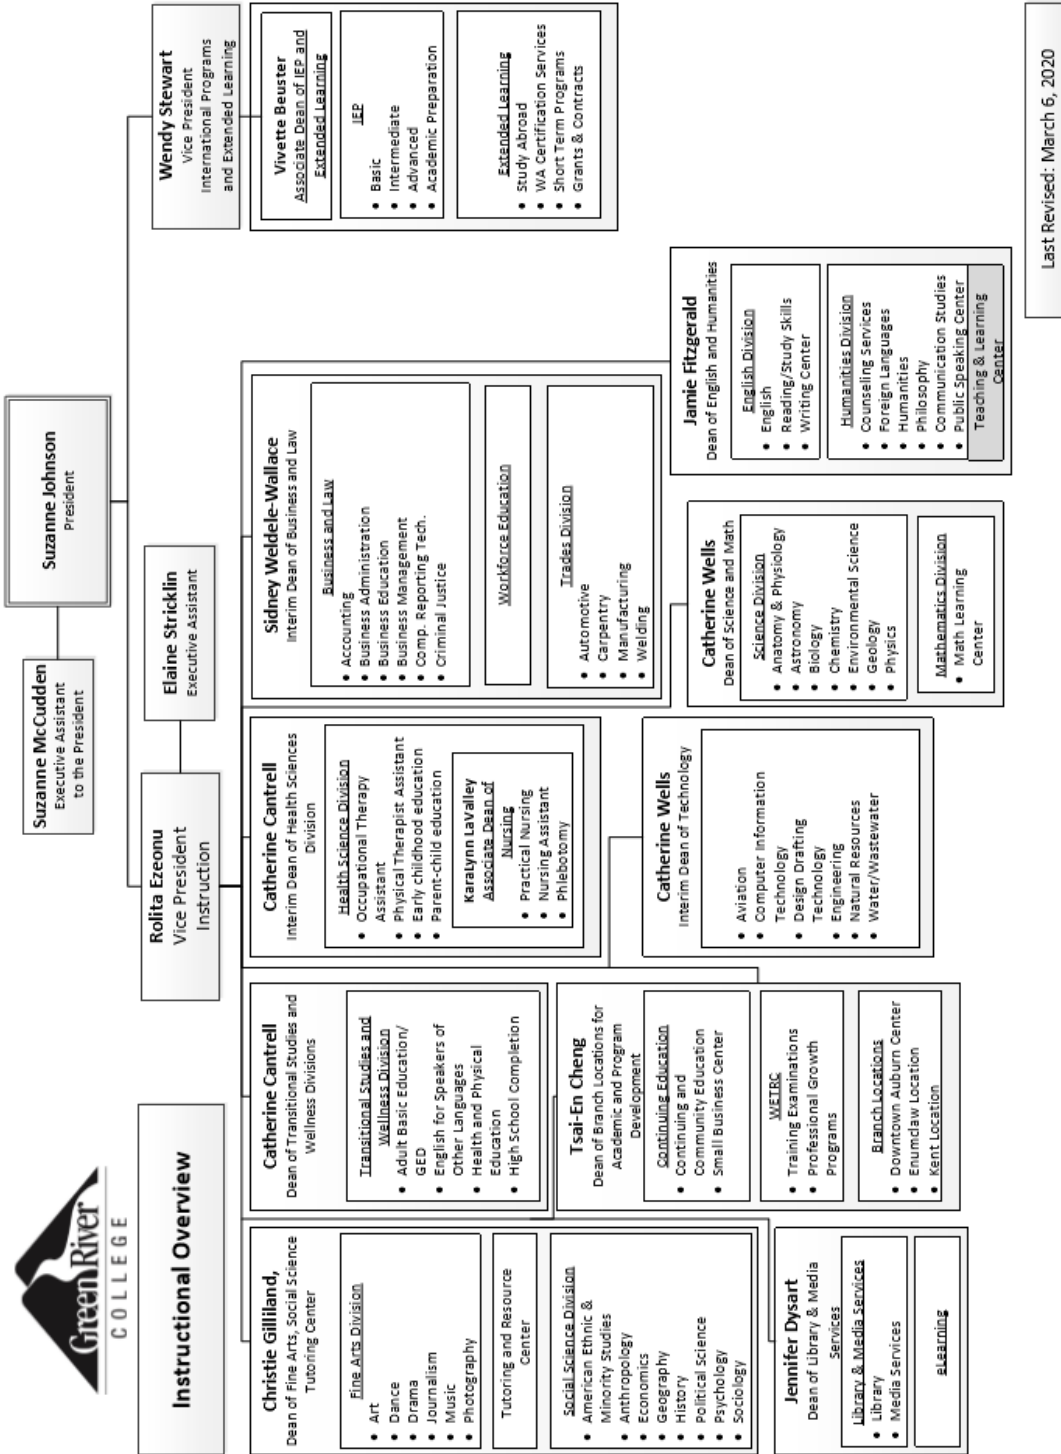 Green River
COLLEGE
Instructional Overview
Suzanne Johnson
President
Suzanne McCudden
Executive Assistant
to the President
Rolita Ezeonu
Vice President
Instruction
Elaine Stricklin
Executive Assistant
Wendy Stewart
Vice President
International Programs
and Extended Learning
Vivette Beuster
Associate Dean of IEP and
Extended Learning
IEP
• Basic
• Intermediate
• Advanced
• Academic Preparation
Extended Learning
• Study Abroad
• WA Certification Services
• Short Term Programs
• Grants & Contracts
Christie Gilliland,
Dean of Fine Arts, Social Science
Tutoring Center
Fine Arts Division
• Art
• Dance
• Drama
• Journalism
• Music
• Photography
Tutoring and Resource
Center
Social Science Division
• American Ethnic &
Minority Studies
• Anthropology
• Economics
• Geography
• History
• Political Science
• Psychology
• Sociology
Catherine Cantrell
Dean of Transitional Studies and
Wellness Divisions
Transitional Studies and
Wellness Division
• Adult Basic Education/
GED
• English for Speakers of
Other Languages
• Health and Physical
Education
• High School Completion
Catherine Cantrell
Interim Dean of Health Sciences
Division
Health Science Division
• Occupational Therapy
Assistant
• Physical Therapist Assistant
• Early childhood education
• Parent-child education
KaraLynn LaValley
Associate Dean of
Nursing
• Practical Nursing
• Nursing Assistant
• Phlebotomy
Sidney Weldele-Wallace
Interim Dean of Business and Law
Business and Law
• Accounting
• Business Administration
• Business Education
• Business Management
• Comp. Reporting Tech.
• Criminal Justice
Workforce Education
Trades Division
• Automotive
• Carpentry
• Manufacturing
• Welding
Jennifer Dysart
Dean of Library & Media
Services
Library & Media Services
• Library
• Media Services
eLearning
Tsai-En Cheng
Dean of Branch Locations for
Academic and Program
Development
Continuing Education
• Continuing and
Community Education
• Small Business Center
WETRC
• Training Examinations
• Professional Growth
Programs
Branch Locations
• Downtown Auburn Center
• Enumclaw Location
• Kent Location
Catherine Wells
Interim Dean of Technology
• Aviation
• Computer Information
Technology
• Design Drafting
Technology
• Engineering
• Natural Resources
• Water/Wastewater
Catherine Wells
Dean of Science and Math
Science Division
• Anatomy & Physiology
• Astronomy
• Biology
• Chemistry
• Environmental Science
• Geology
• Physics
Mathematics Division
• Math Learning
Center
Jamie Fitzgerald
Dean of English and Humanities
English Division
• English
• Reading/Study Skills
• Writing Center
Humanities Division
• Counseling Services
• Foreign Languages
• Humanities
• Philosophy
• Communication Studies
• Public Speaking Center
Teaching & Learning
Center
Last Revised: March 6, 2020